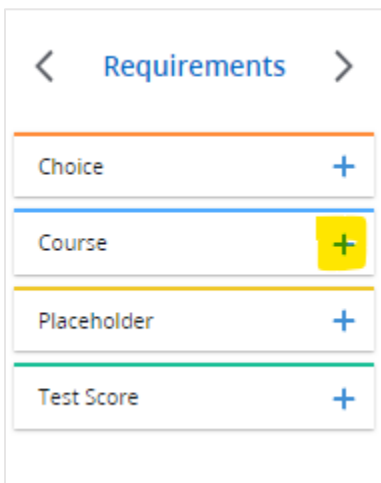 Requirements
Choice
Course
Placeholder
Test Score